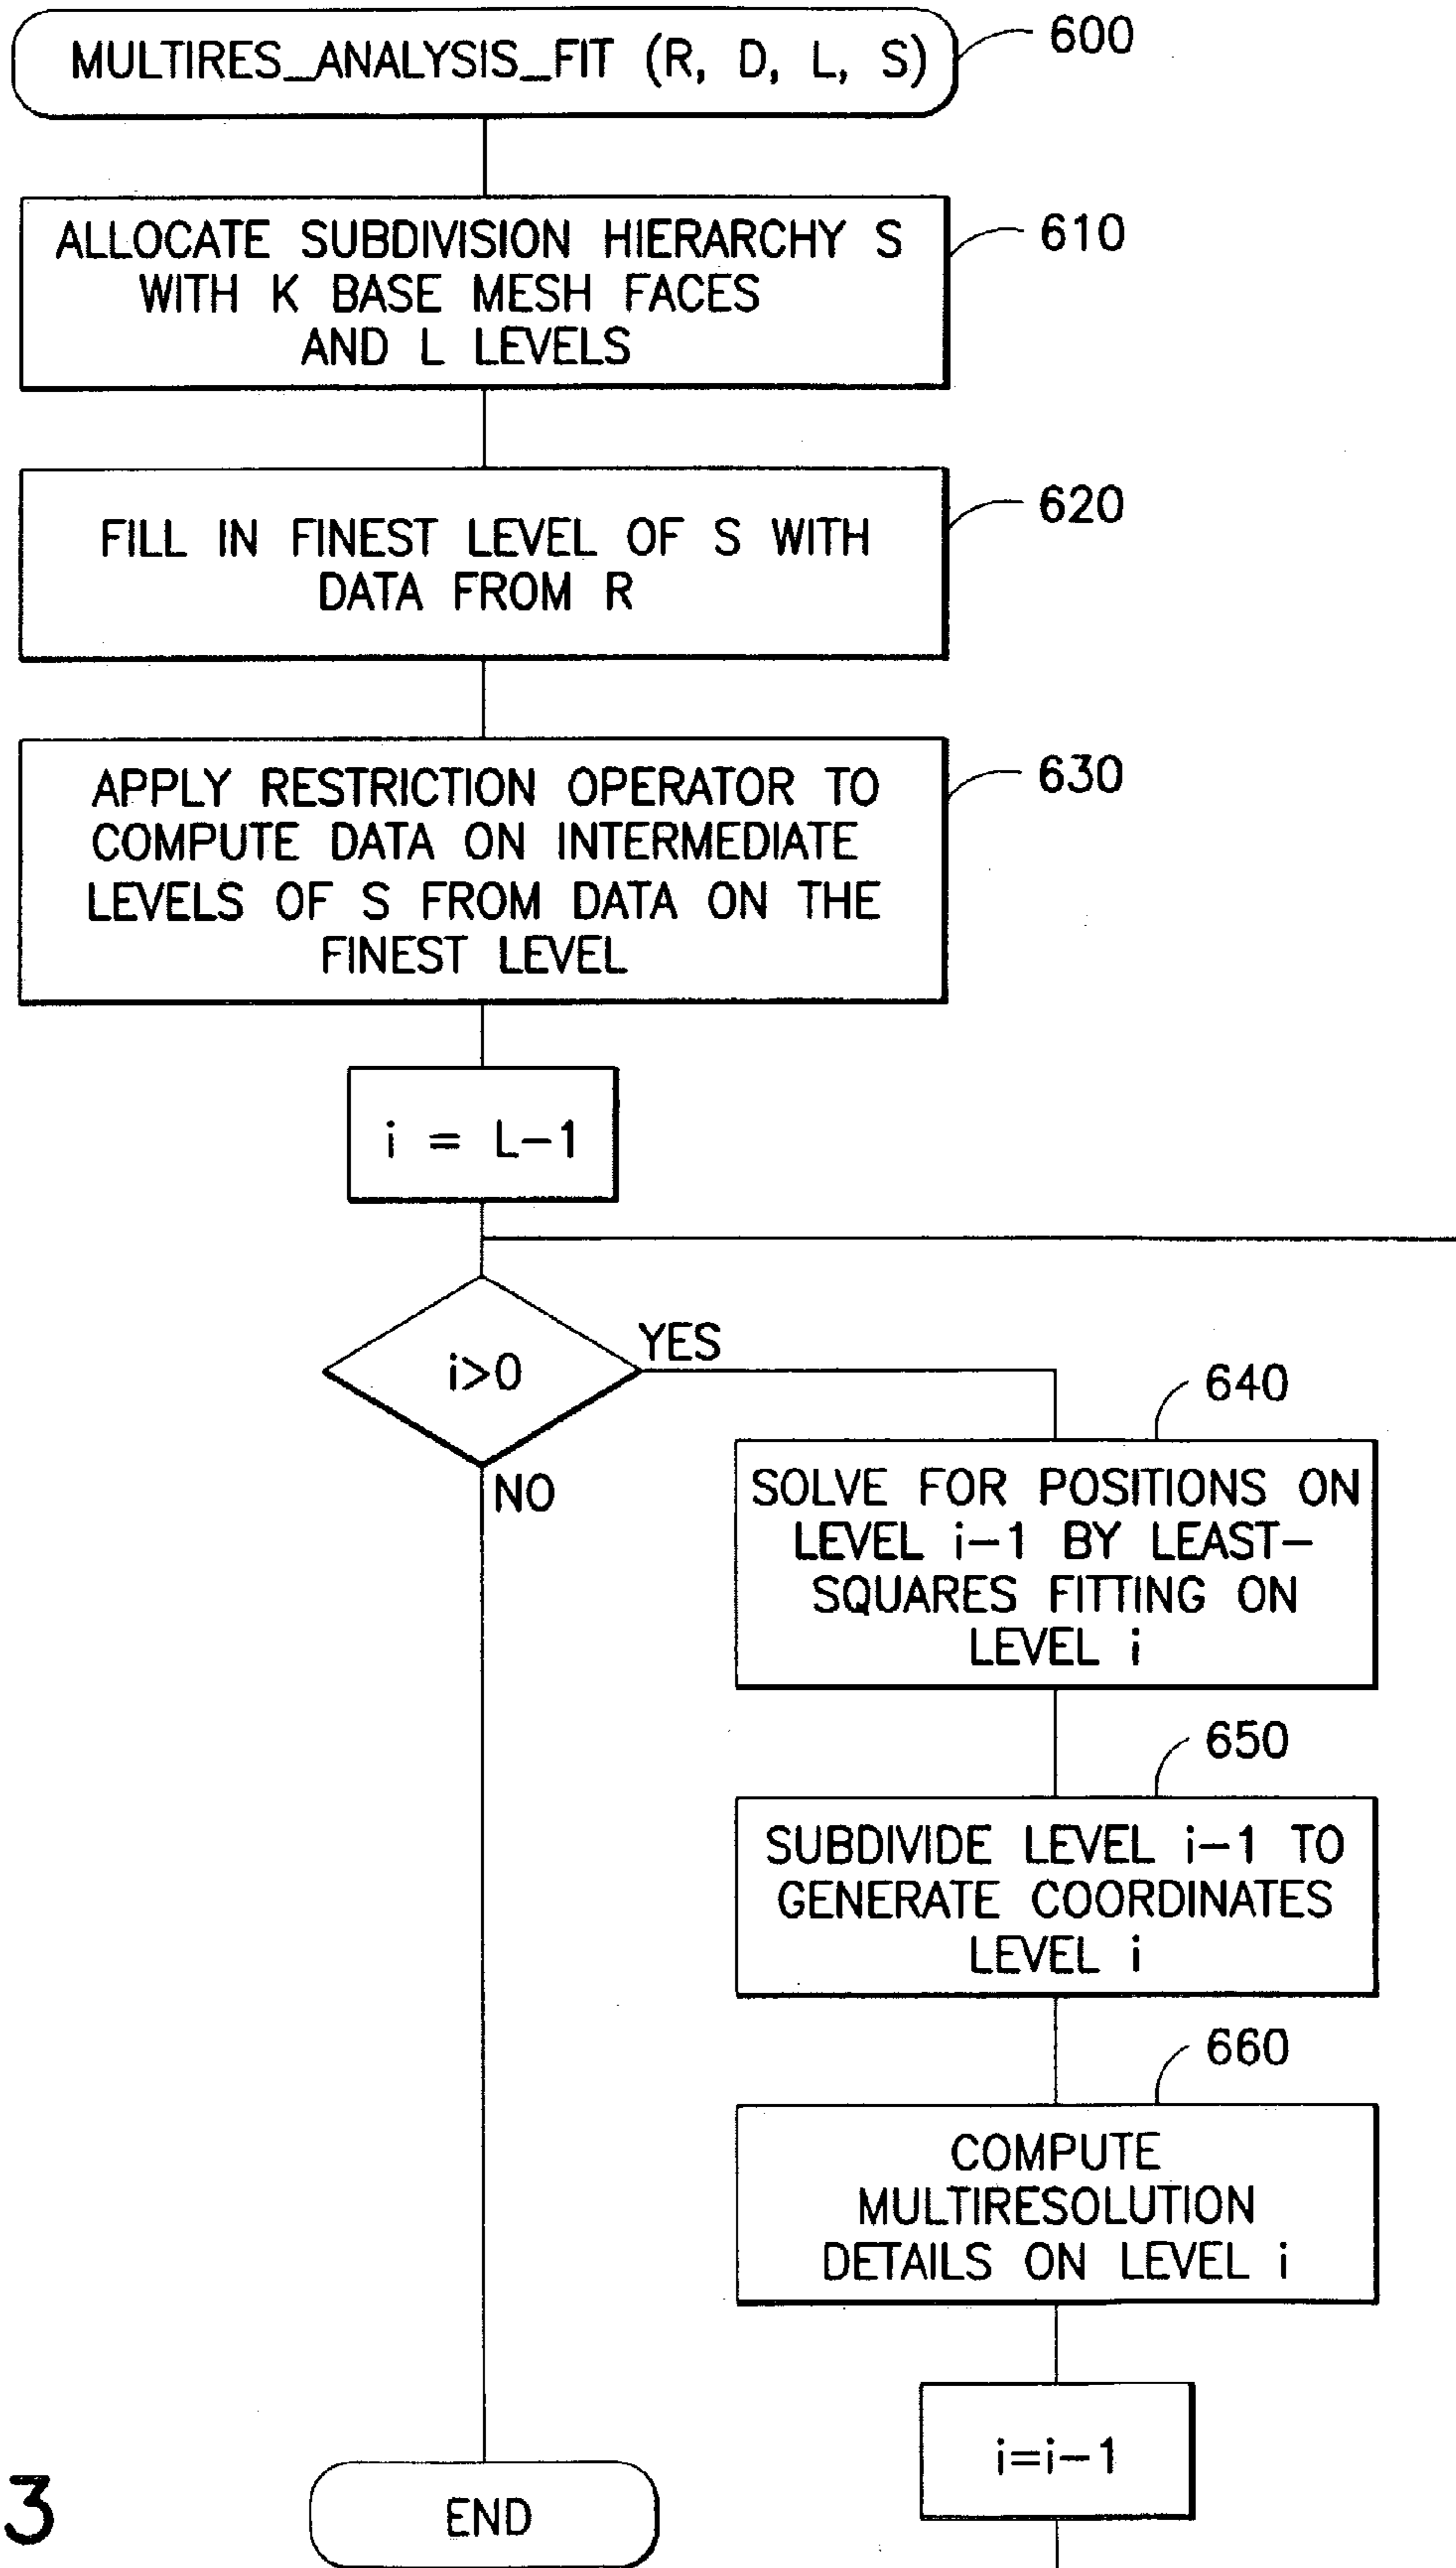 MULTIRES_ANALYSIS_FIT (R, D, L, S)
600
ALLOCATE SUBDIVISION HIERARCHY S
WITH K BASE MESH FACES
AND L LEVELS
610
FILL IN FINEST LEVEL OF S WITH
DATA FROM R
620
APPLY RESTRICTION OPERATOR TO
COMPUTE DATA ON INTERMEDIATE
LEVELS OF S FROM DATA ON THE
FINEST LEVEL
630
i = L-1
i>0
YES
NO
640
SOLVE FOR POSITIONS ON
LEVEL i-1 BY LEAST-
SQUARES FITTING ON
LEVEL i
650
SUBDIVIDE LEVEL i-1 TO
GENERATE COORDINATES
LEVEL i
660
COMPUTE
MULTIRESOLUTION
DETAILS ON LEVEL i
i=i-1
END
3